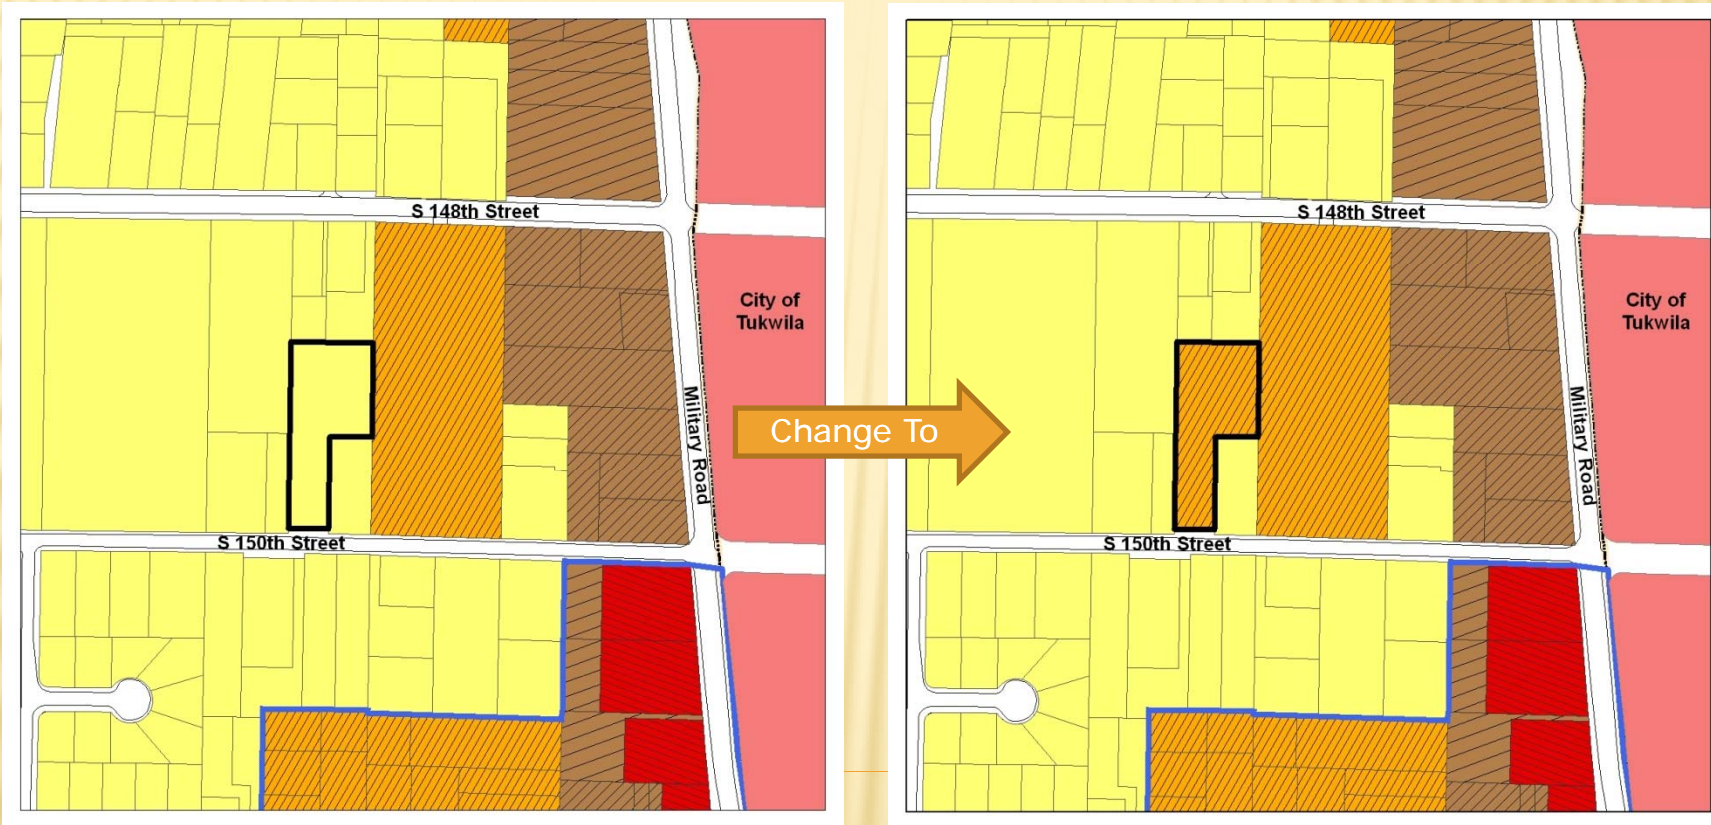 S 148th Street
City of
Tukwila
Military Road
S 150th Street
Change To
S 148th Street
City of
Tukwila
Military Road
S 150th Street